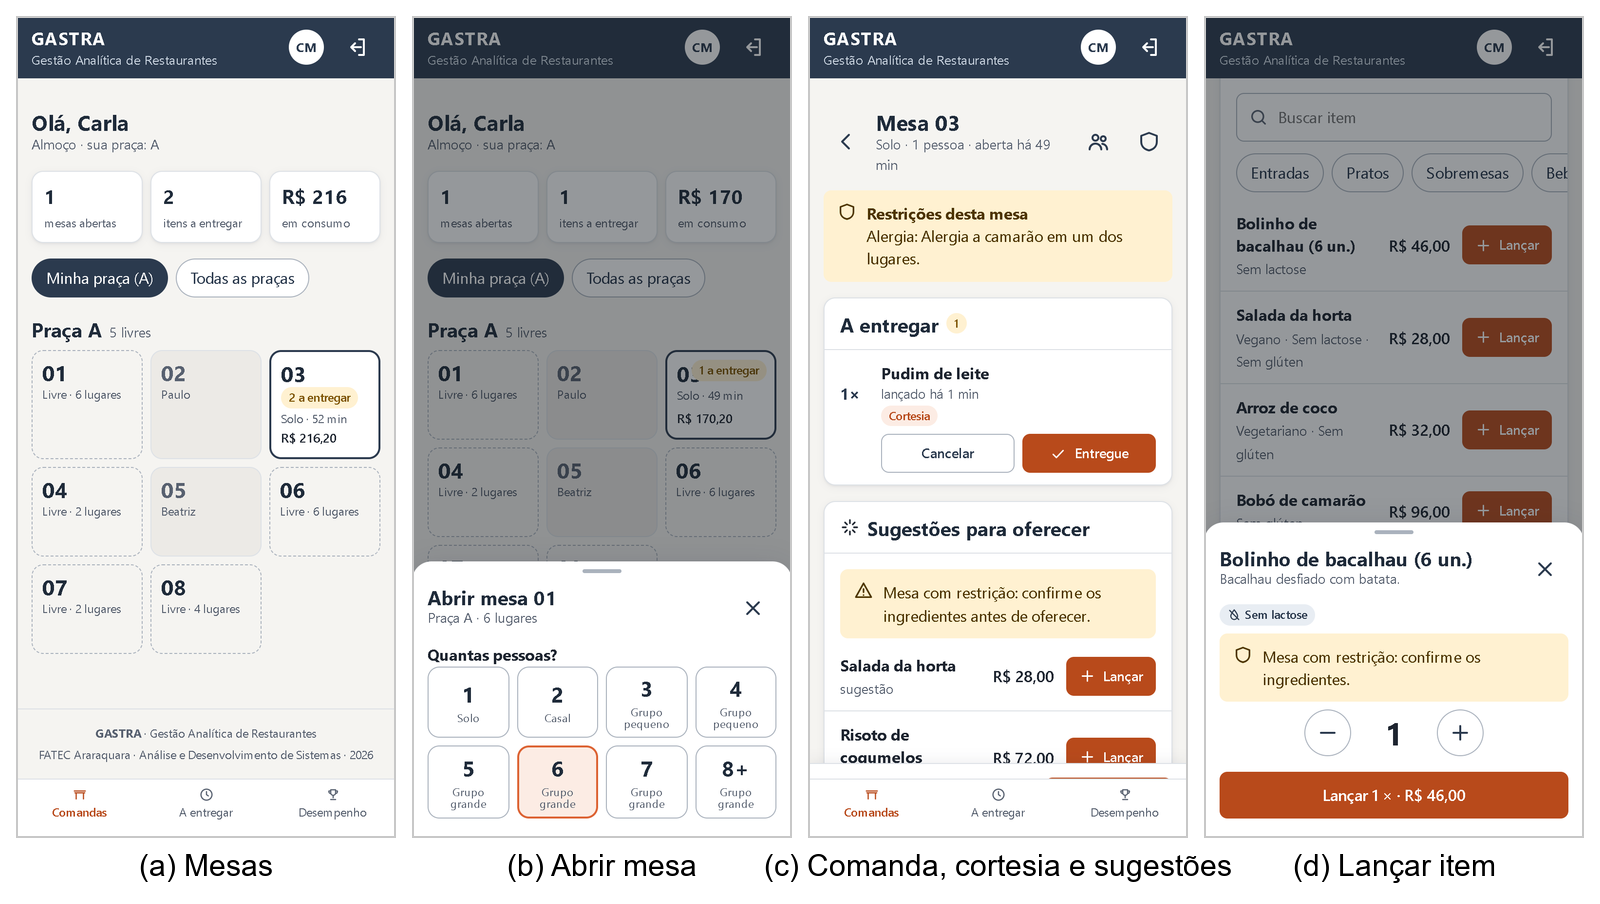 GASTRA
Gestão Analítica de Restaurantes
CM
Olá, Carla
Almoço · sua praça: A
1
mesas abertas
2
itens a entregar
R$ 216
em consumo
Minha praça (A)
Todas as praças
Praça A 5 livres
01
Livre · 6 lugares
02
Paulo
03
2 a entregar
Solo · 52 min
R$ 216,20
04
Livre · 2 lugares
05
Beatriz
06
Livre · 6 lugares
07
Livre · 2 lugares
08
Livre · 4 lugares
GASTRA · Gestão Analítica de Restaurantes
FATEC Araraquara · Análise e Desenvolvimento de Sistemas · 2026
Comandas
A entregar
Desempenho
(a) Mesas
GASTRA
Gestão Analítica de Restaurantes
CM
Olá, Carla
Almoço · sua praça: A
1
mesas abertas
1
itens a entregar
R$ 170
em consumo
Minha praça (A)
Todas as praças
Praça A 5 livres
01
Livre · 6 lugares
02
Paulo
03
1 a entregar
Solo · 49 min
R$ 170,20
04
Livre · 2 lugares
05
Beatriz
06
Livre · 6 lugares
Abrir mesa 01
Praça A · 6 lugares
Quantas pessoas?
1
Solo
2
Casal
3
Grupo
pequeno
4
Grupo
pequeno
5
Grupo
grande
6
Grupo
grande
7
Grupo
grande
8+
Grupo
grande
(b) Abrir mesa
GASTRA
Gestão Analítica de Restaurantes
CM
Mesa 03
Solo · 1 pessoa · aberta há 49
min
Restrições desta mesa
Alergia: Alergia a camarão em um dos
lugares.
A entregar 1
1×
Pudim de leite
lançado há 1 min
Cortesia
Cancelar
Entregue
Sugestões para oferecer
Mesa com restrição: confirme os
ingredientes antes de oferecer.
Salada da horta
sugestão
R$ 28,00
Lançar
Risoto de
cogumelos
R$ 72,00
Lançar
Comandas
A entregar
Desempenho
(c) Comanda, cortesia e sugestões
GASTRA
Gestão Analítica de Restaurantes
CM
Buscar item
Entradas
Pratos
Sobremesas
Beb
Bolinho de
bacalhau (6 un.)
Sem lactose
R$ 46,00
Lançar
Salada da horta
Vegano · Sem lactose ·
Sem glúten
R$ 28,00
Lançar
Arroz de coco
Vegetariano · Sem
glúten
R$ 32,00
Lançar
Bobó de camarão
Sem glúten
R$ 96,00
Lançar
Bolinho de bacalhau (6 un.)
Bacalhau desfiado com batata.
Sem lactose
Mesa com restrição: confirme os
ingredientes.
1
Lançar 1 × · R$ 46,00
(d) Lançar item